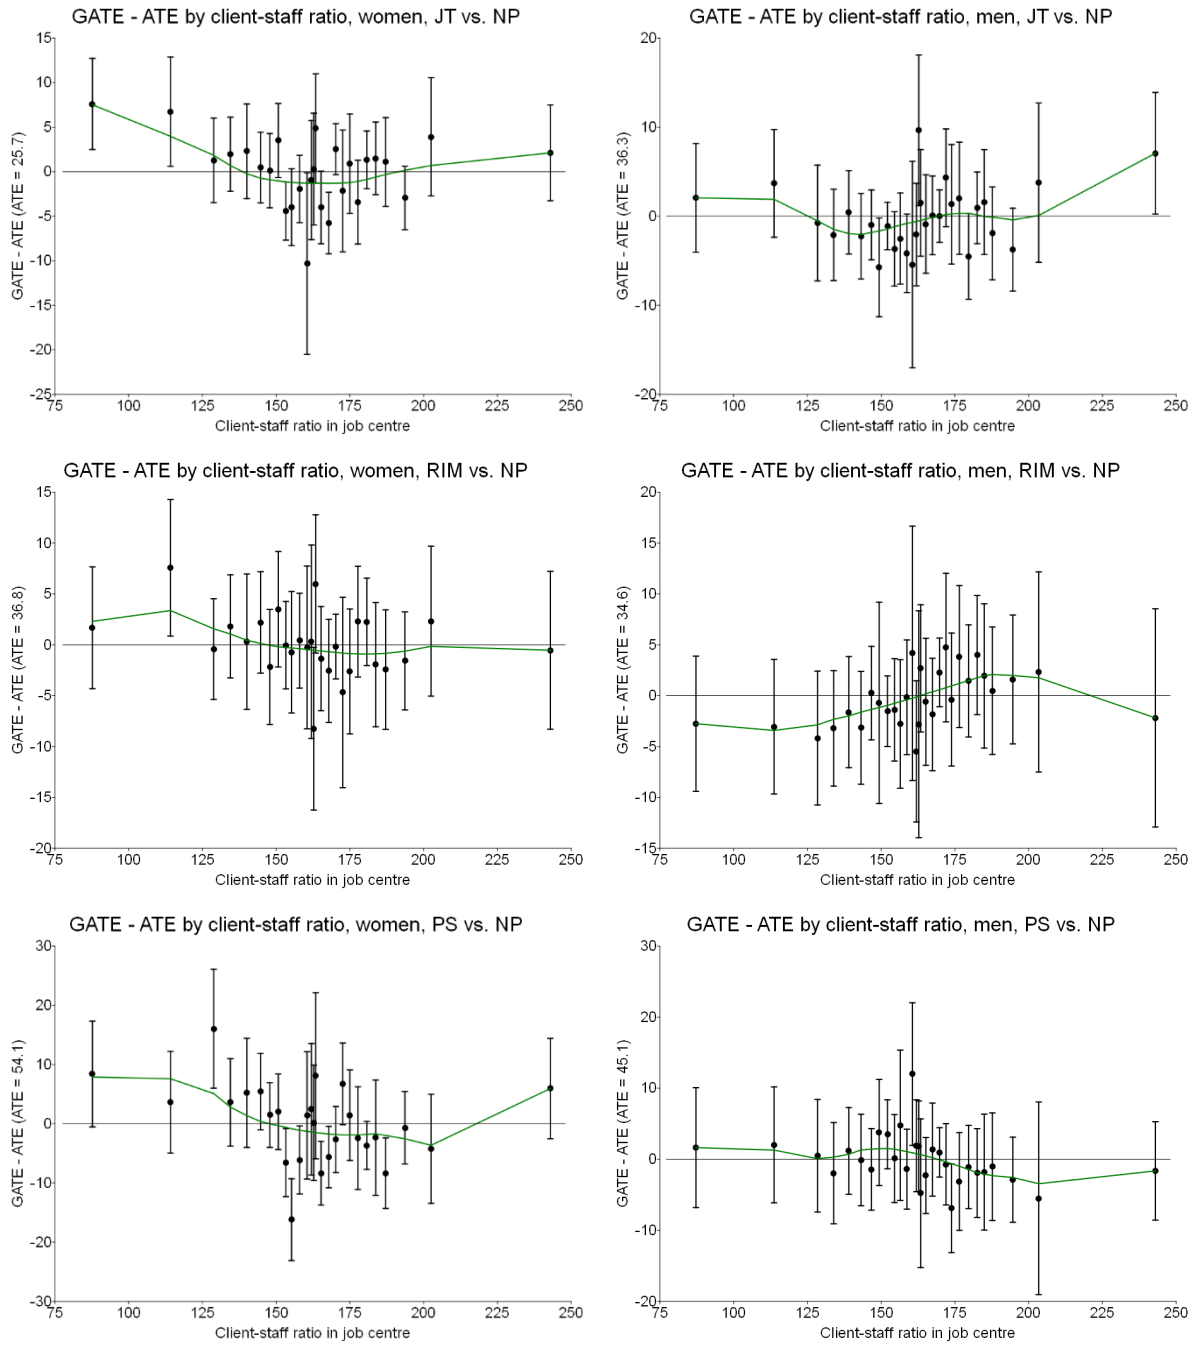 GATE - ATE by client-staff ratio, women, JT vs. NP
GATE - ATE (ATE = 25.7)
15
10
5
0
-5
-10
-15
-20
-25
75 100 125 150 175 200 225 250
Client-staff ratio in job centre
GATE - ATE by client-staff ratio, men, JT vs. NP
GATE - ATE (ATE = 36.3)
20
10
0
-10
-20
75 100 125 150 175 200 225 250
Client-staff ratio in job centre
GATE - ATE by client-staff ratio, women, RIM vs. NP
GATE - ATE (ATE = 36.8)
15
10
5
0
-5
-10
-15
-20
75 100 125 150 175 200 225 250
Client-staff ratio in job centre
GATE - ATE by client-staff ratio, men, RIM vs. NP
GATE - ATE (ATE = 34.6)
20
15
10
5
0
-5
-10
-15
75 100 125 150 175 200 225 250
Client-staff ratio in job centre
GATE - ATE by client-staff ratio, women, PS vs. NP
GATE - ATE (ATE = 54.1)
30
20
10
0
-10
-20
-30
75 100 125 150 175 200 225 250
Client-staff ratio in job centre
GATE - ATE by client-staff ratio, men, PS vs. NP
GATE - ATE (ATE = 45.1)
30
20
10
0
-10
-20
75 100 125 150 175 200 225 250
Client-staff ratio in job centre